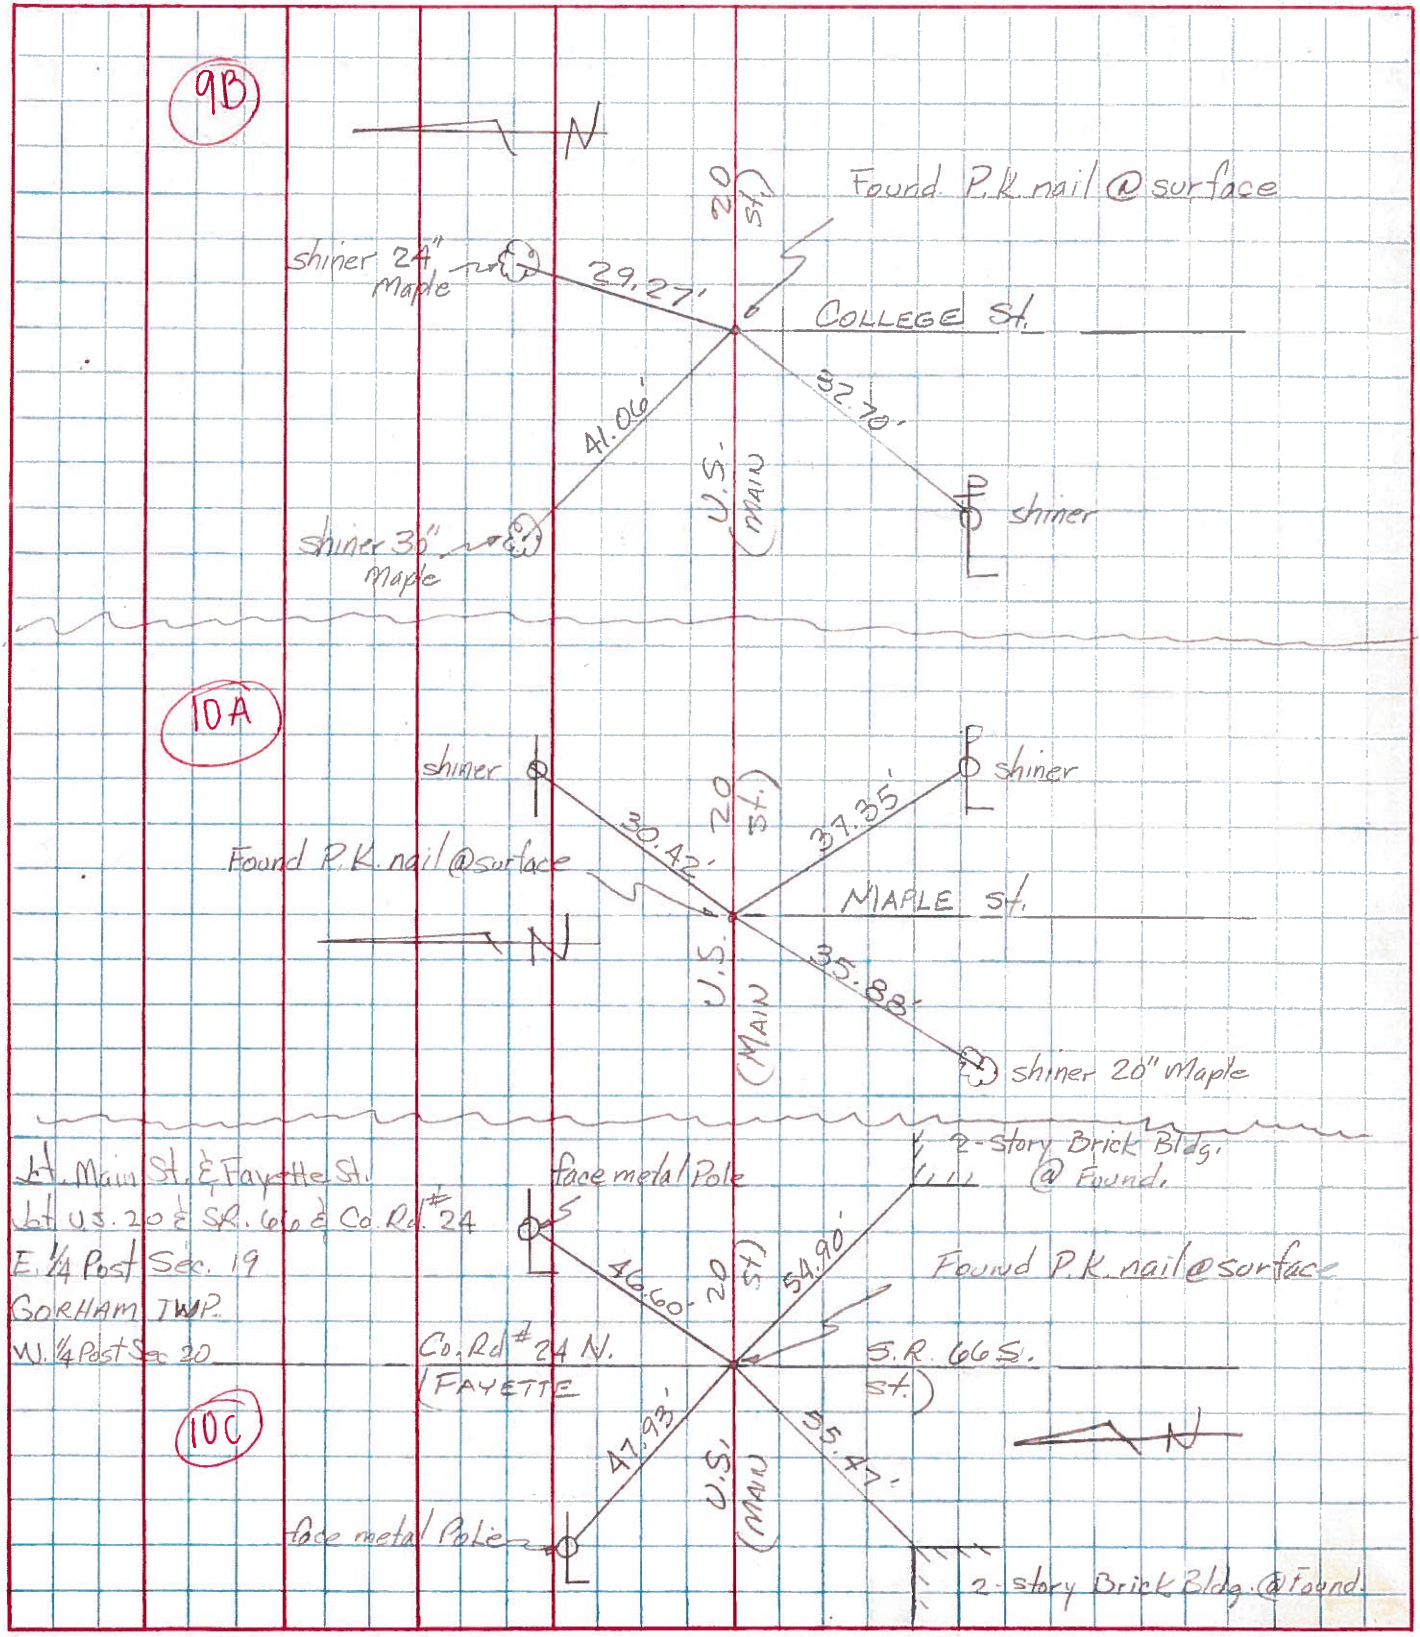 9B
N
Found P.K. nail @ surface
20
St.)
shiner 24"
Maple
29.27'
COLLEGE St.
32.70'
41.06'
U.S.
(MAIN
shiner
shiner 30"
Maple
10A
shiner
20
St.)
shiner
30.42'
37.35'
Found P.K. nail @ surface
MAPLE St.
N
U.S.
(MAIN
35.88'
shiner 20" Maple
Jct. Main St. & Fayette St.
Jct U.S. 20 & S.R. 66 & Co. Rd. # 24
E. 1/4 Post Sec. 19
GORHAM TWP.
W. 1/4 Post Sec 20
face metal Pole
2-story Brick Bldg.
@ Found.
46.60'
20
St)
54.90'
Found P.K. nail @ surface
Co. Rd # 24 N.
(FAYETTE
S.R. 66 S.
St.)
10C
47.93'
U.S.
(MAIN
55.47'
N
face metal Pole
2-story Brick Bldg. @ Found.